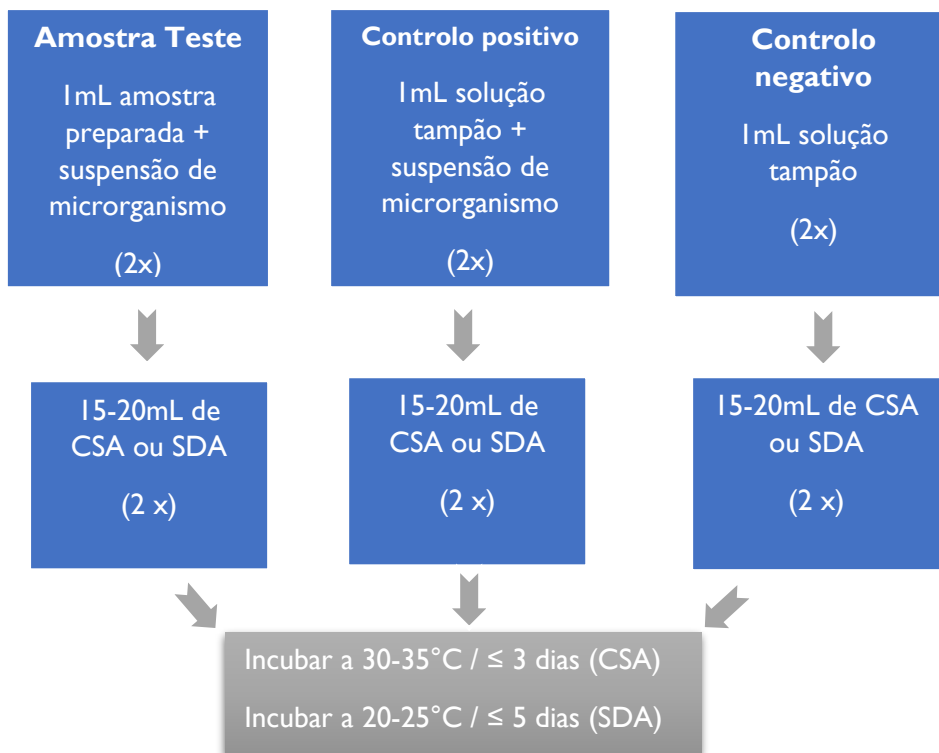 Amostra Teste
1mL amostra
preparada +
suspensão de
microrganismo
(2x)
Controlo positivo
1mL solução
tampão +
suspensão de
microrganismo
(2x)
Controlo
negativo
1mL solução
tampão
(2x)
15-20mL de
CSA ou SDA
(2 x)
15-20mL de
CSA ou SDA
(2 x)
15-20mL de CSA
ou SDA
(2 x)
Incubar a 30-35°C / ≤ 3 dias (CSA)
Incubar a 20-25°C / ≤ 5 dias (SDA)